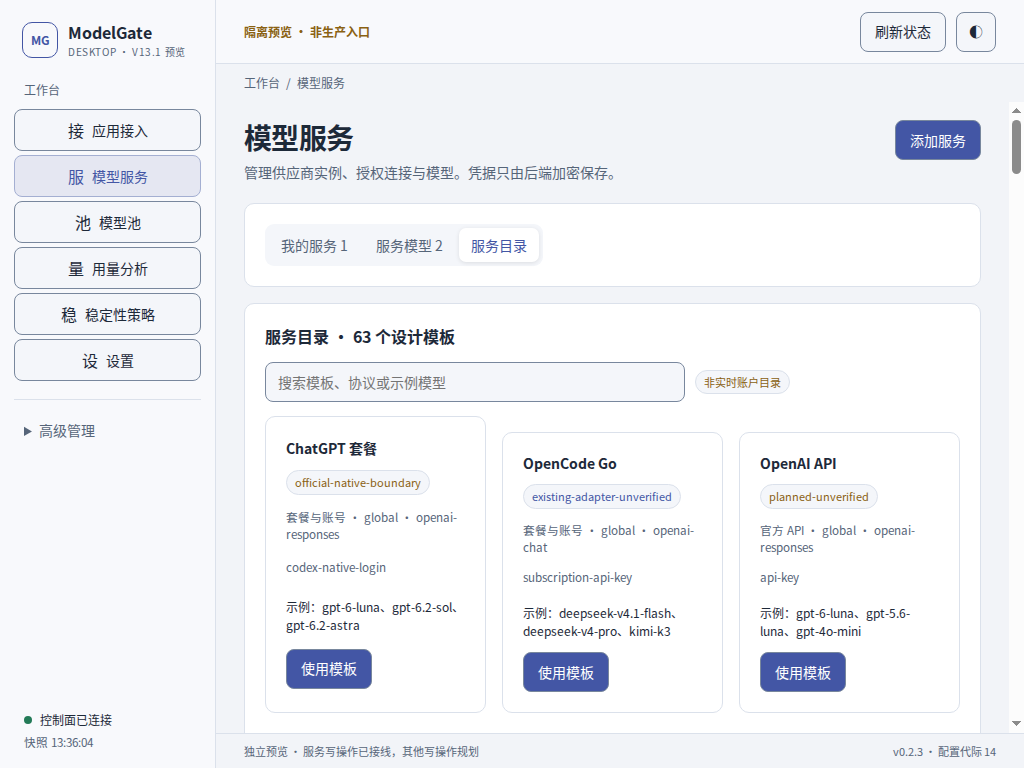 MG
ModelGate
DESKTOP · V13.1 预览
工作台
接 应用接入
服 模型服务
池 模型池
量 用量分析
稳 稳定性策略
设 设置
▶ 高级管理
控制面已连接
快照 13:36:04
隔离预览 · 非生产入口
刷新状态
工作台 / 模型服务
模型服务
添加服务
管理供应商实例、授权连接与模型。凭据只由后端加密保存。
我的服务 1
服务模型 2
服务目录
服务目录 · 63 个设计模板
搜索模板、协议或示例模型
非实时账户目录
ChatGPT 套餐
official-native-boundary
套餐与账号 · global · openai-
responses
codex-native-login
示例：gpt-6-luna、gpt-6.2-sol、
gpt-6.2-astra
使用模板
OpenCode Go
existing-adapter-unverified
套餐与账号 · global · openai-
chat
subscription-api-key
示例：deepseek-v4.1-flash、
deepseek-v4-pro、kimi-k3
使用模板
OpenAI API
planned-unverified
官方 API · global · openai-
responses
api-key
示例：gpt-6-luna、gpt-5.6-
luna、gpt-4o-mini
使用模板
独立预览 · 服务写操作已接线，其他写操作规划
v0.2.3 · 配置代际 14